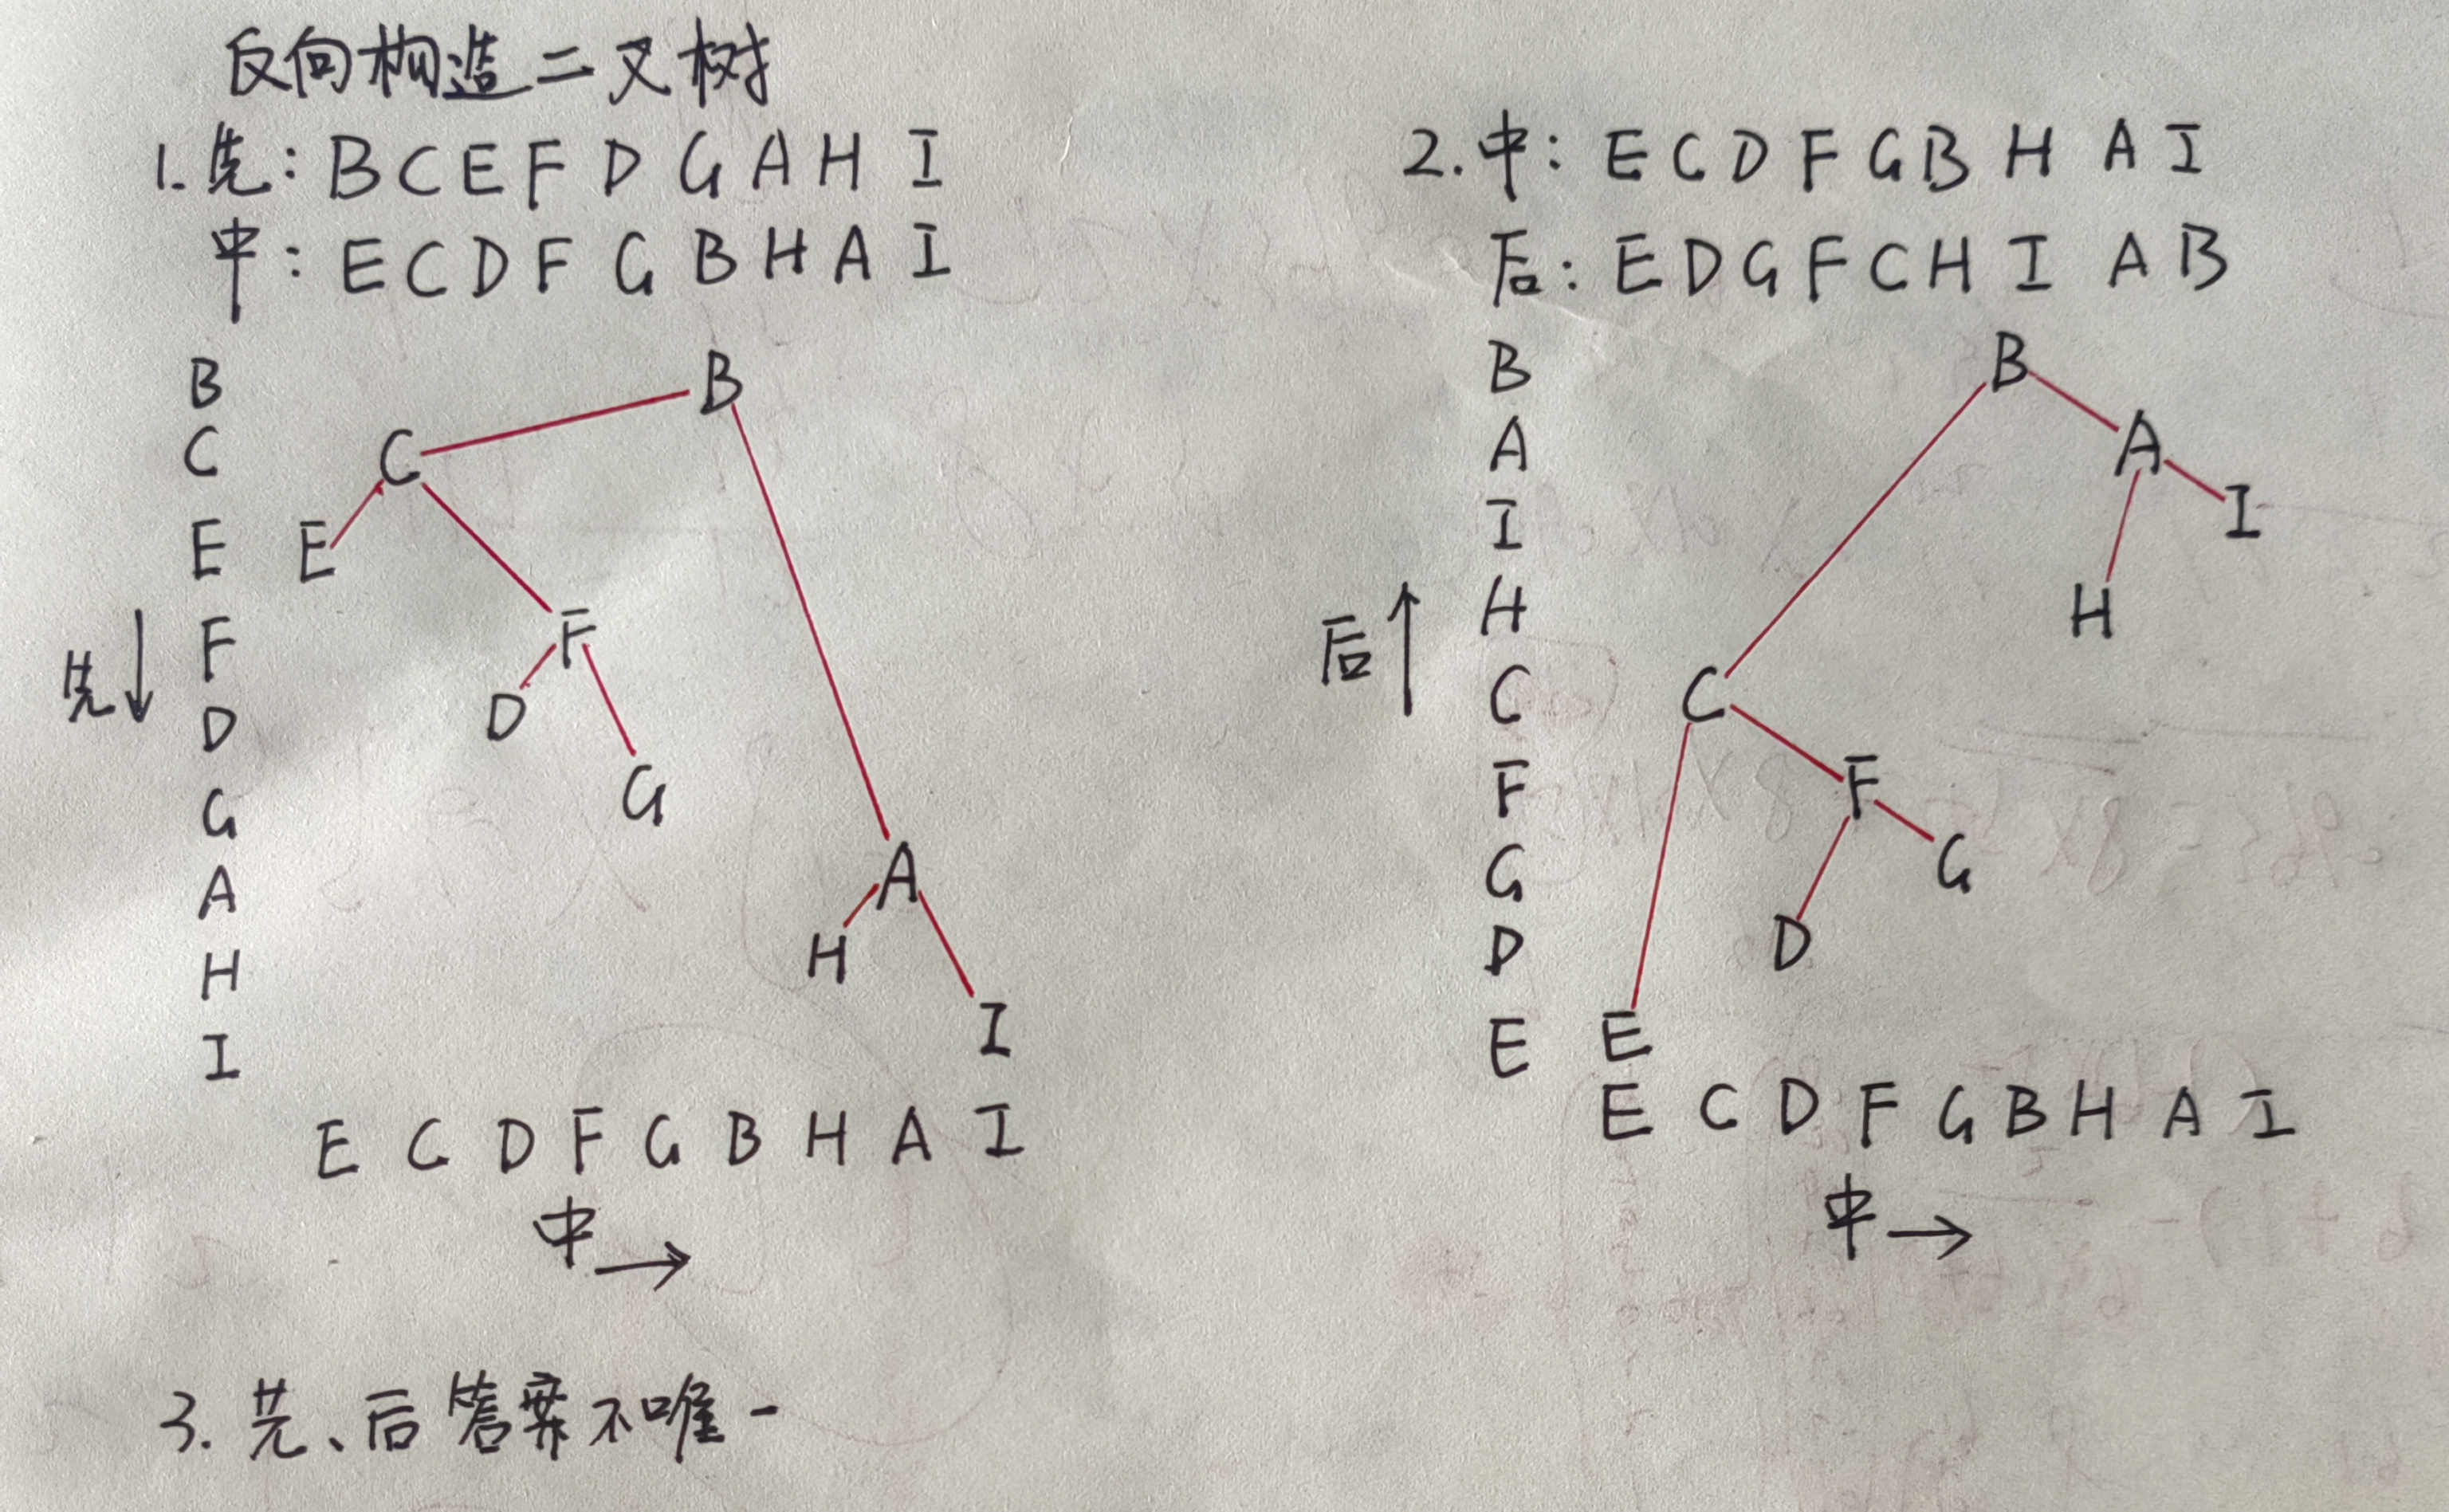 反向构造二叉树
1.先: B C E F D G A H I
中: E C D F G B H A I
B
C
E
F
D
G
A
H
I
先↓
B
C
E
F
D
G
A
H
I
E C D F G B H A I
中→
2.中: E C D F G B H A I
后: E D G F C H I A B
B
A
I
H
C
F
G
D
E
后↑
B
A
I
H
C
F
G
D
E
E C D F G B H A I
中→
3. 先、后答案不唯一